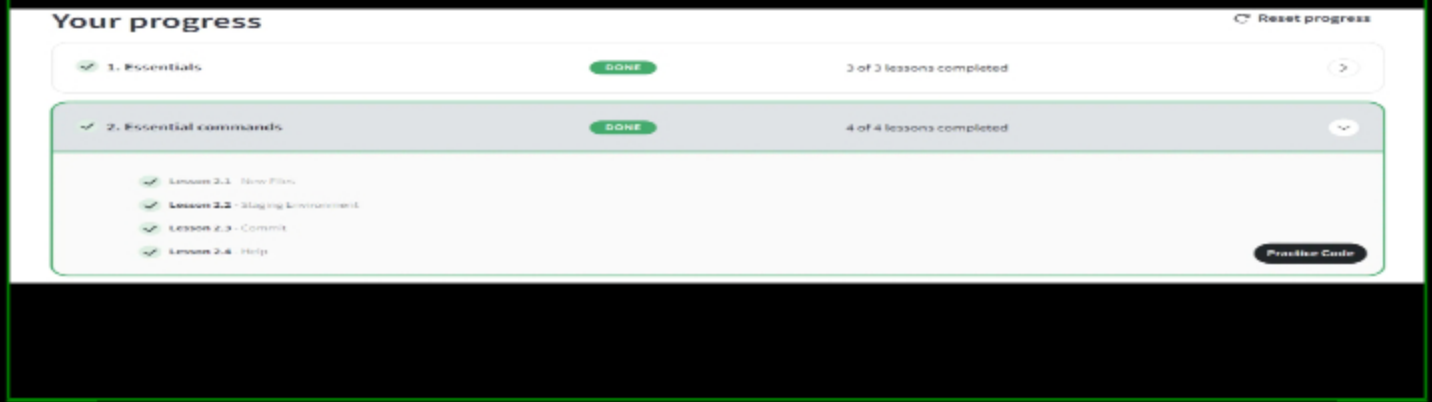 Your progress
Reset progress
1. Essentials DONE 3 of 3 lessons completed
2. Essential commands DONE 4 of 4 lessons completed
Lesson 2.1 - New Files
Lesson 2.2 - Staging Environment
Lesson 2.3 - Commit
Lesson 2.4 - Help
Practice Code